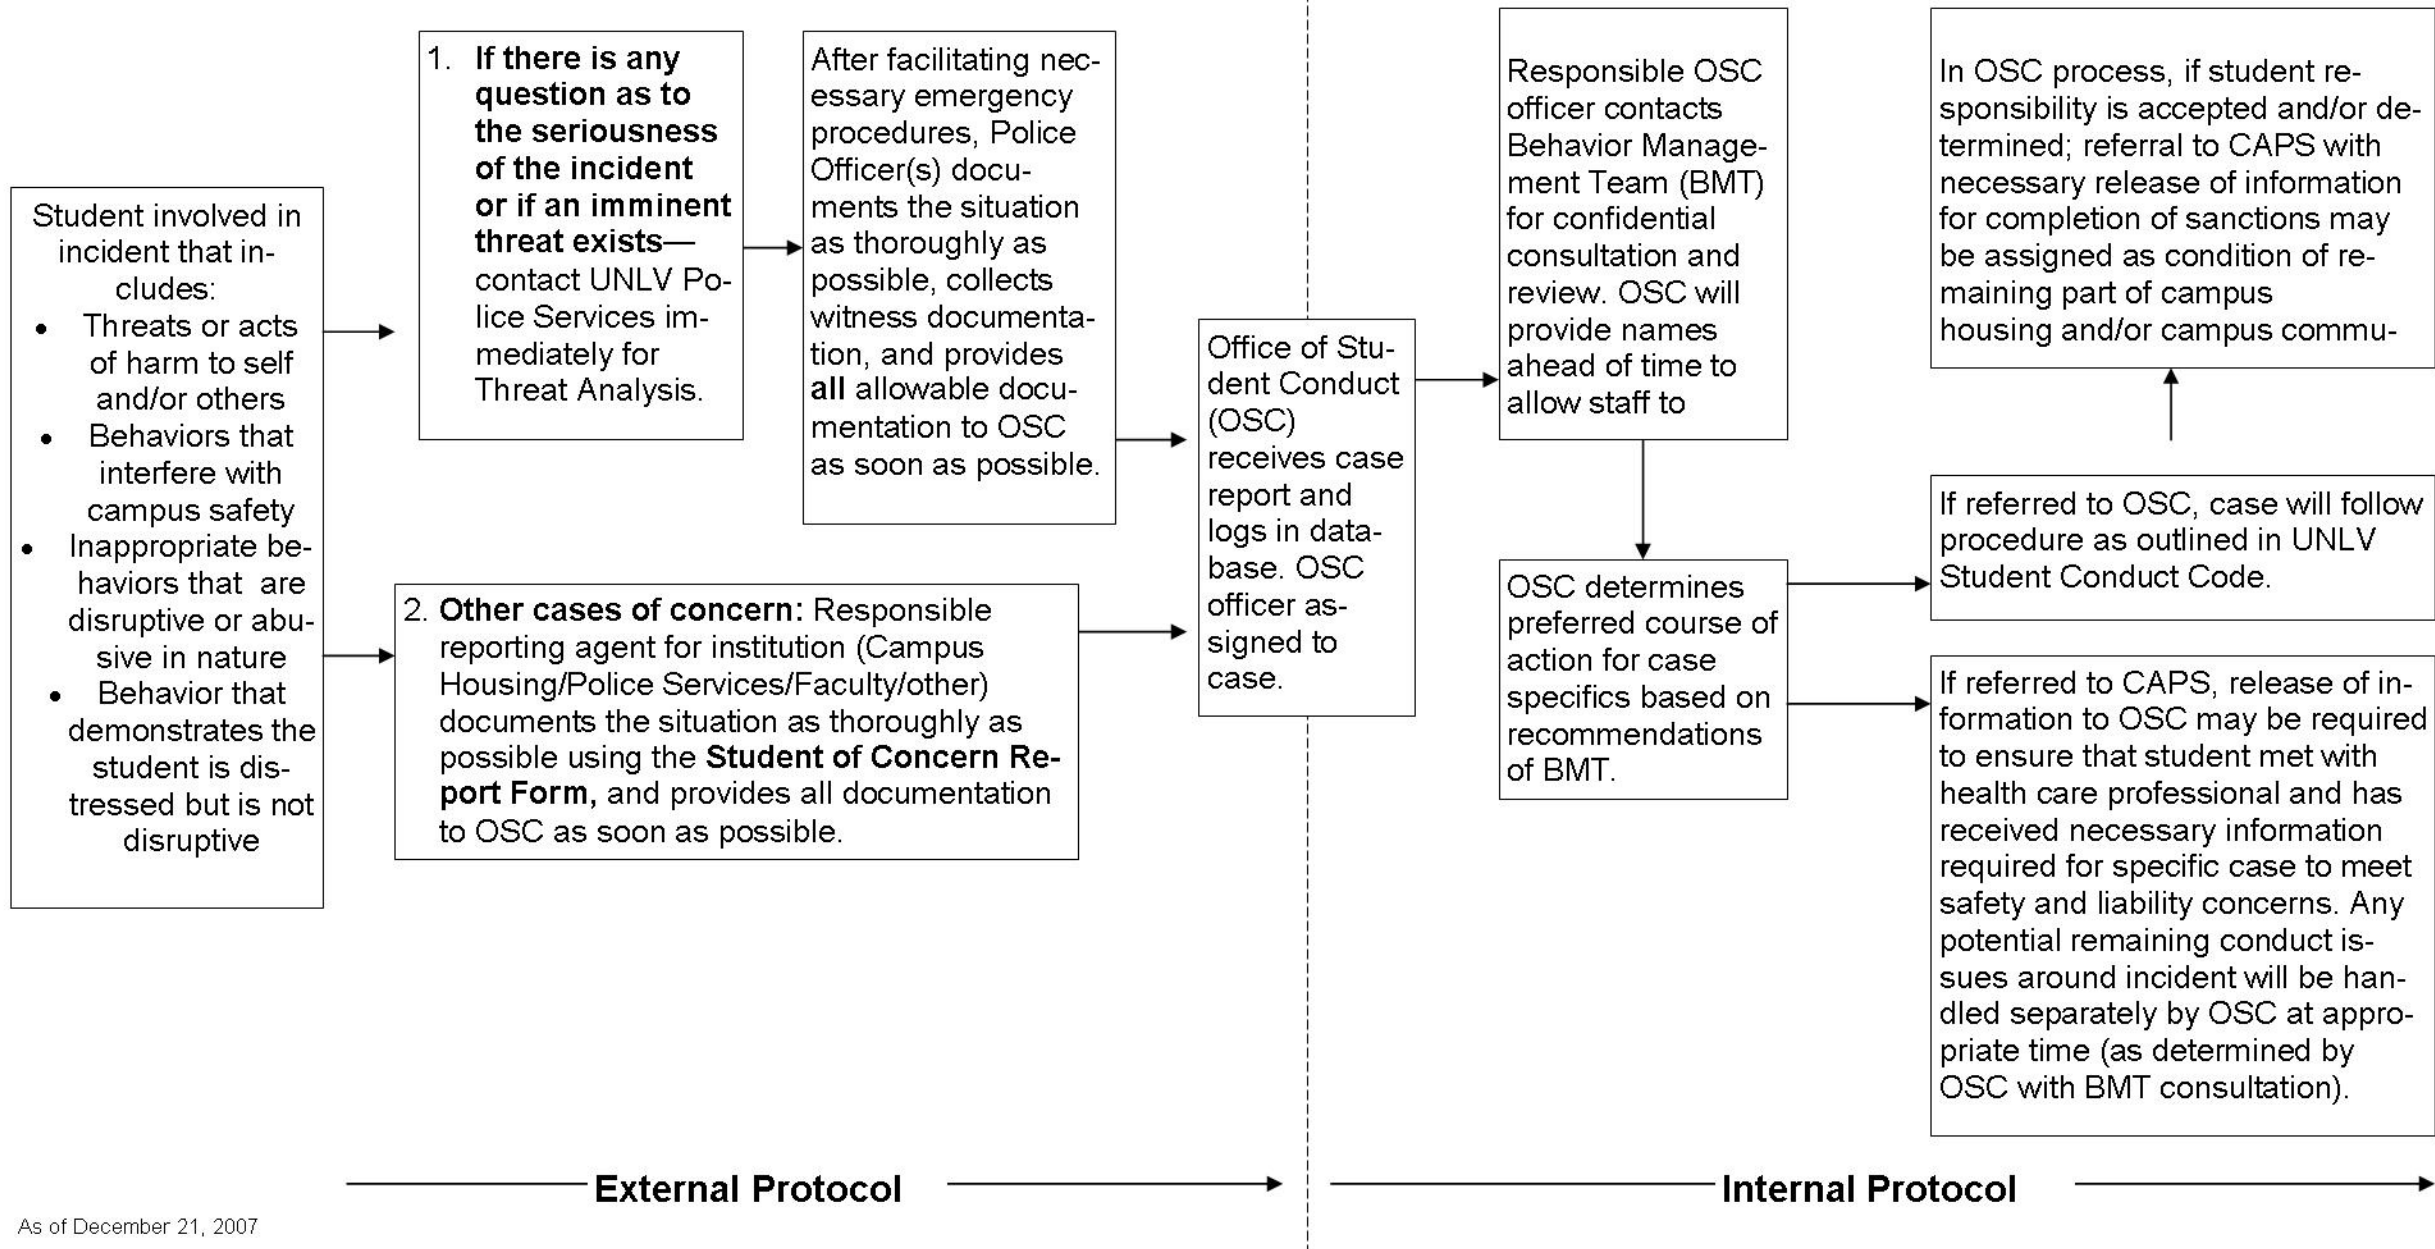 Student involved in
incident that in-
cludes:
• Threats or acts
of harm to self
and/or others
• Behaviors that
interfere with
campus safety
• Inappropriate be-
haviors that are
disruptive or abu-
sive in nature
• Behavior that
demonstrates the
student is dis-
tressed but is not
disruptive
1. If there is any
question as to
the seriousness
of the incident
or if an imminent
threat exists—
contact UNLV Po-
lice Services im-
mediately for
Threat Analysis.
After facilitating nec-
essary emergency
procedures, Police
Officer(s) docu-
ments the situation
as thoroughly as
possible, collects
witness documenta-
tion, and provides
all allowable docu-
mentation to OSC
as soon as possible.
2. Other cases of concern: Responsible
reporting agent for institution (Campus
Housing/Police Services/Faculty/other)
documents the situation as thoroughly as
possible using the Student of Concern Re-
port Form, and provides all documentation
to OSC as soon as possible.
Office of Stu-
dent Conduct
(OSC)
receives case
report and
logs in data-
base. OSC
officer as-
signed to
case.
Responsible OSC
officer contacts
Behavior Manage-
ment Team (BMT)
for confidential
consultation and
review. OSC will
provide names
ahead of time to
allow staff to
OSC determines
preferred course of
action for case
specifics based on
recommendations
of BMT.
In OSC process, if student re-
sponsibility is accepted and/or de-
termined; referral to CAPS with
necessary release of information
for completion of sanctions may
be assigned as condition of re-
maining part of campus
housing and/or campus commu-
If referred to OSC, case will follow
procedure as outlined in UNLV
Student Conduct Code.
If referred to CAPS, release of in-
formation to OSC may be required
to ensure that student met with
health care professional and has
received necessary information
required for specific case to meet
safety and liability concerns. Any
potential remaining conduct is-
sues around incident will be han-
dled separately by OSC at appro-
priate time (as determined by
OSC with BMT consultation).
External Protocol
Internal Protocol
As of December 21, 2007